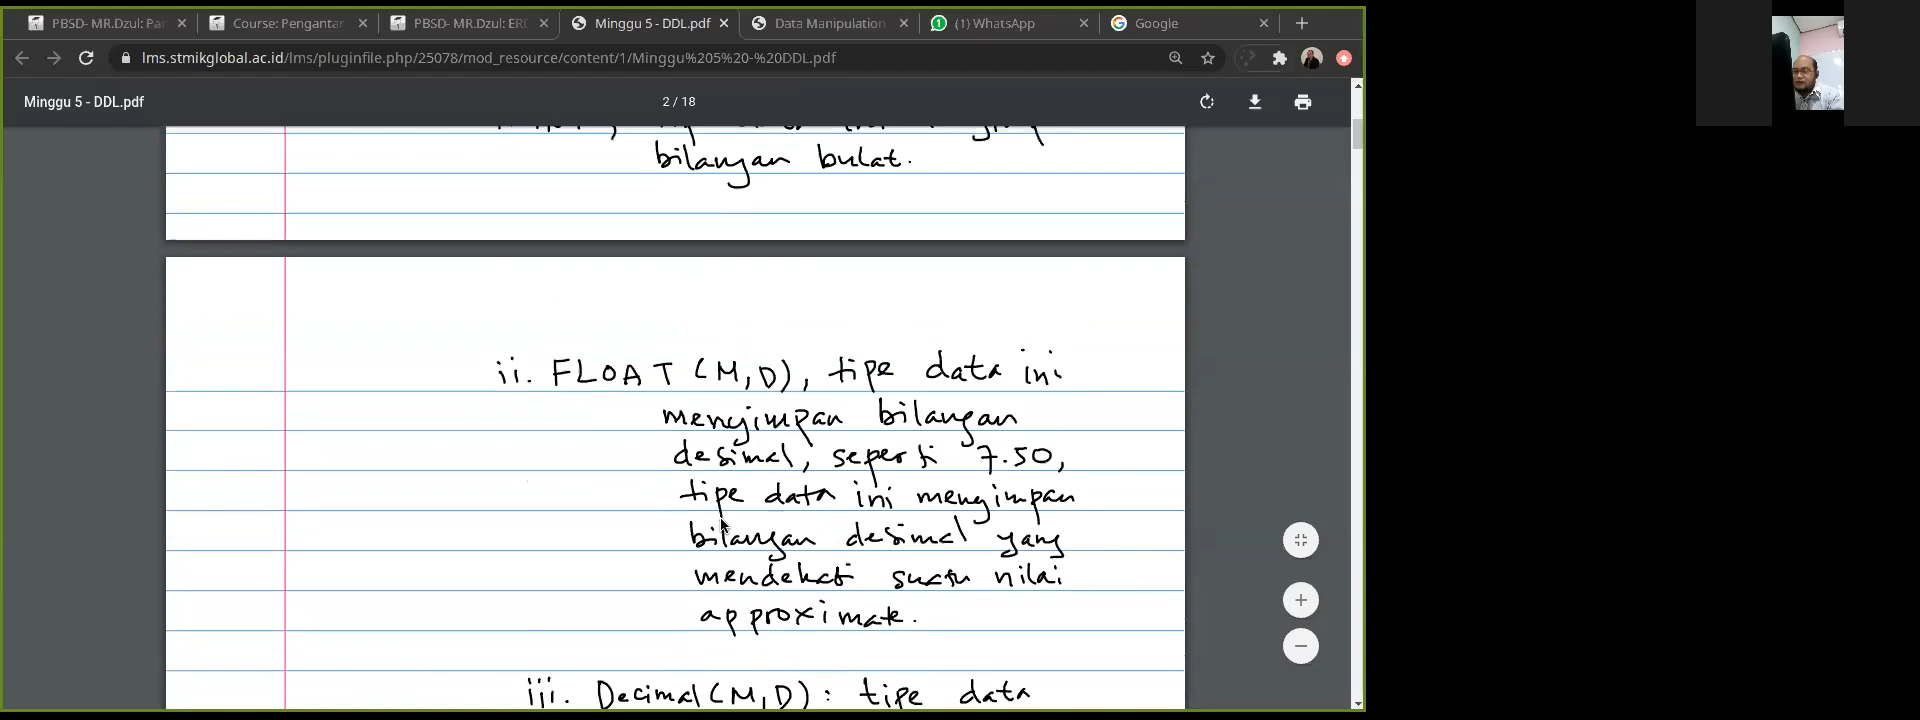 PBSD- MR.Dzul: Par
Course: Pengantar
PBSD- MR.Dzul: ERD
Minggu 5 - DDL.pdf
Data Manipulation
(1) WhatsApp
Google
lms.stmikglobal.ac.id/lms/pluginfile.php/25078/mod_resource/content/1/Minggu%205%20-%20DDL.pdf
Minggu 5 - DDL.pdf
2 / 18
bilangan bulat.
ii. FLOAT (M,D), tipe data ini
menyimpan bilangan
desimal, seperti 7.50,
tipe data ini menyimpan
bilangan desimal yang
mendekati suatu nilai
approximate.
iii. Decimal(M,D): tipe data